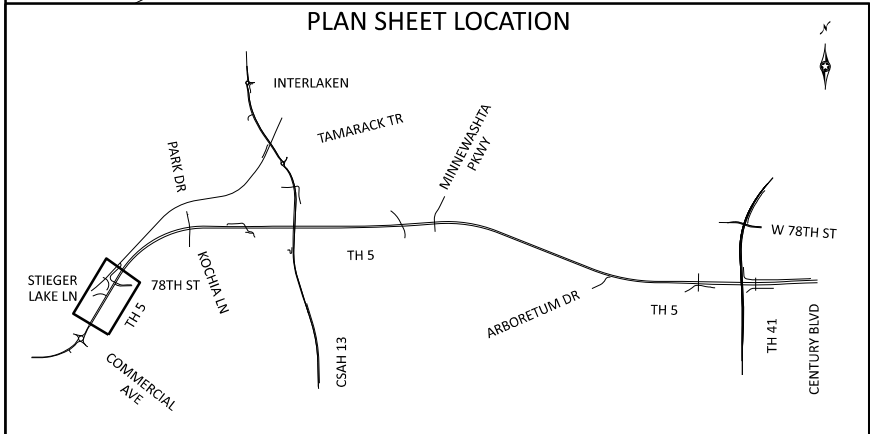 PLAN SHEET LOCATION
N
INTERLAKEN
TAMARACK TR
MINNEWASHTA
PKWY
PARK DR
W 78TH ST
TH 5
STIEGER
LAKE LN
78TH ST
KOCHIA LN
TH 5
ARBORETUM DR
TH 5
TH 41
CENTURY BLVD
CSAH 13
COMMERCIAL
AVE